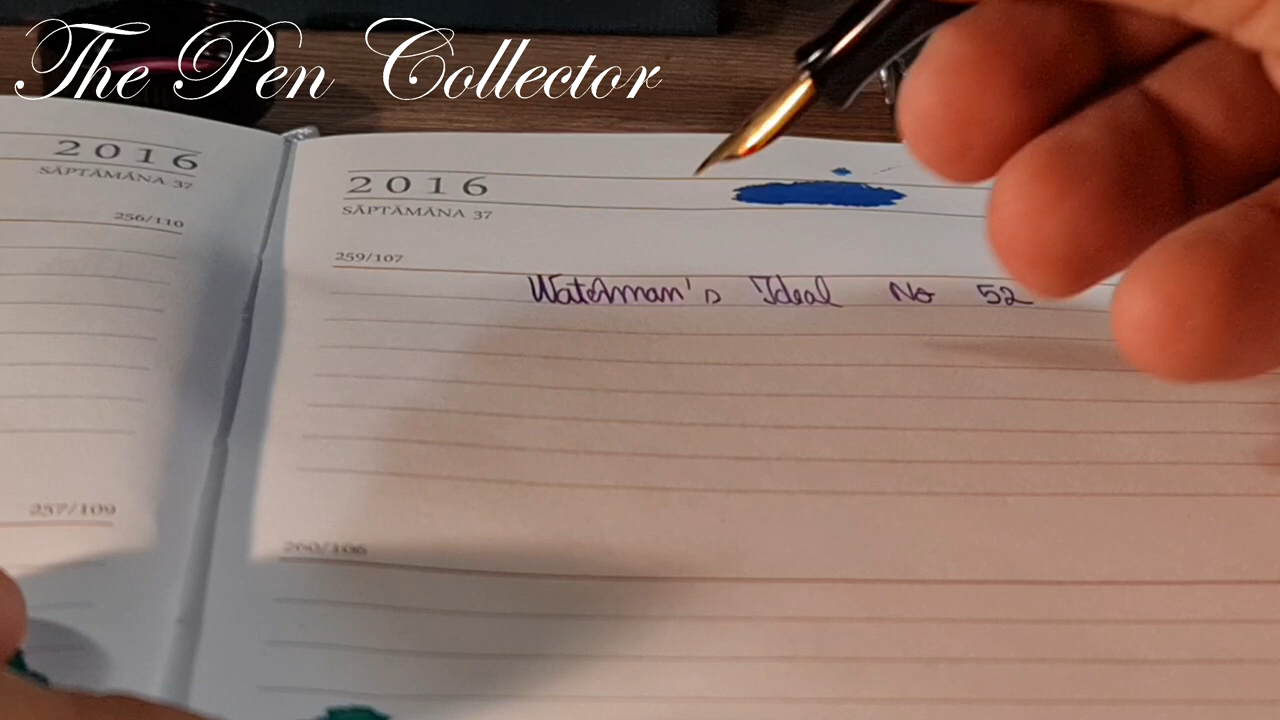 The Pen Collector
2016
SĂPTĂMÂNA 37
256/110
257/109
2016
SĂPTĂMÂNA 37
259/107
Waterman's Ideal No 52
260/106